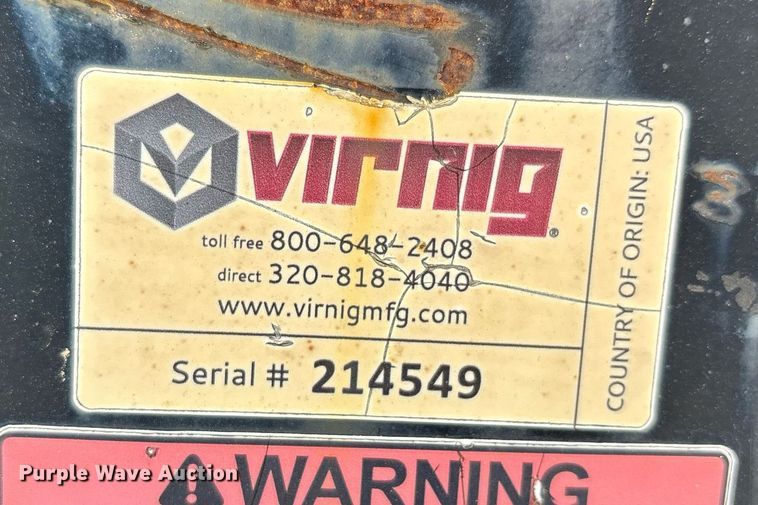 virnig®
toll free 800-648-2408
direct 320-818-4040
www.virnigmfg.com
Serial # 214549
COUNTRY OF ORIGIN: USA
WARNING
Purple Wave Auction